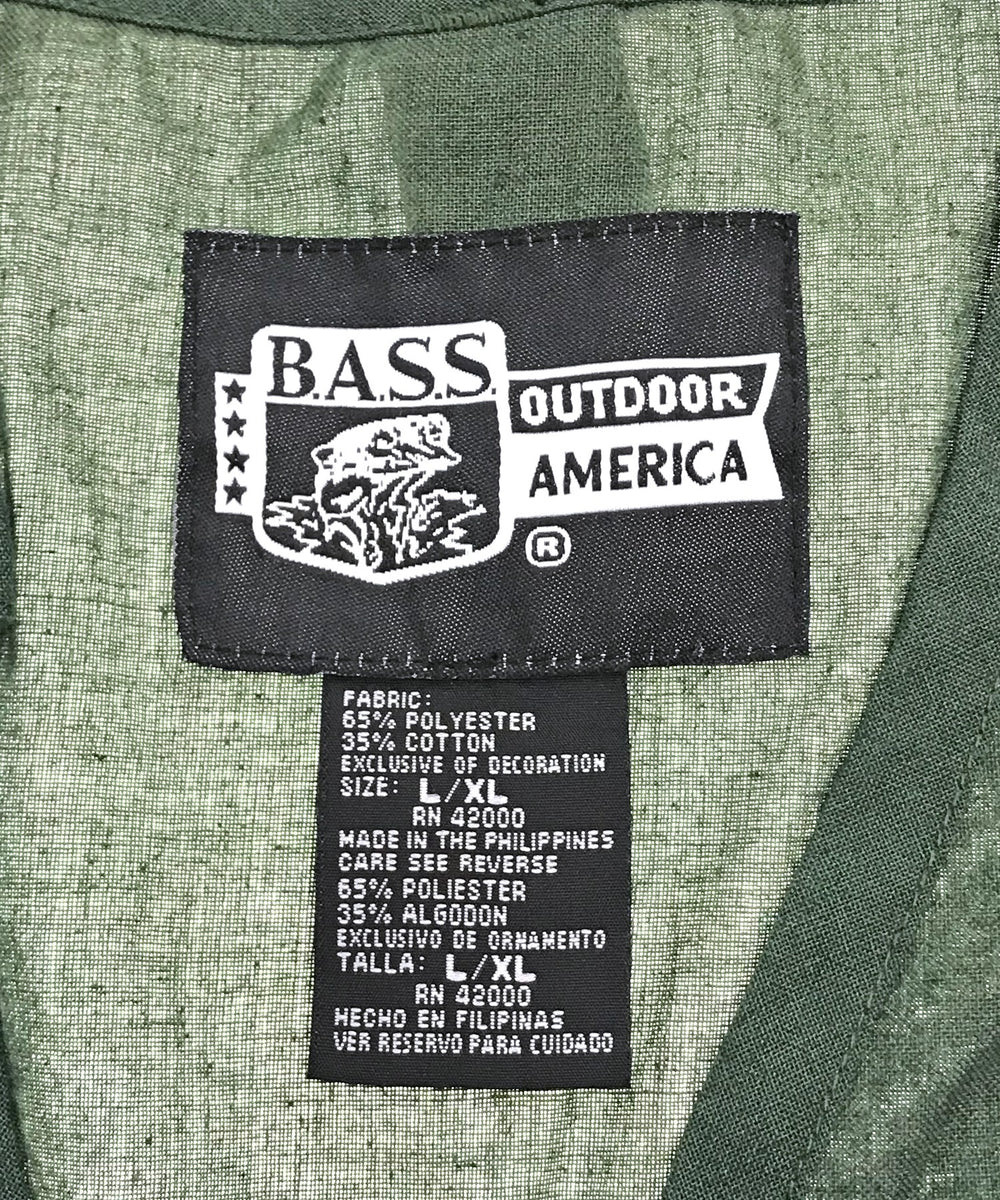 B.A.S.S.
OUTDOOR
AMERICA
®
FABRIC:
65% POLYESTER
35% COTTON
EXCLUSIVE OF DECORATION
SIZE: L/XL
RN 42000
MADE IN THE PHILIPPINES
CARE SEE REVERSE
65% POLIESTER
35% ALGODON
EXCLUSIVO DE ORNAMENTO
TALLA: L/XL
RN 42000
HECHO EN FILIPINAS
VER RESERVO PARA CUIDADO